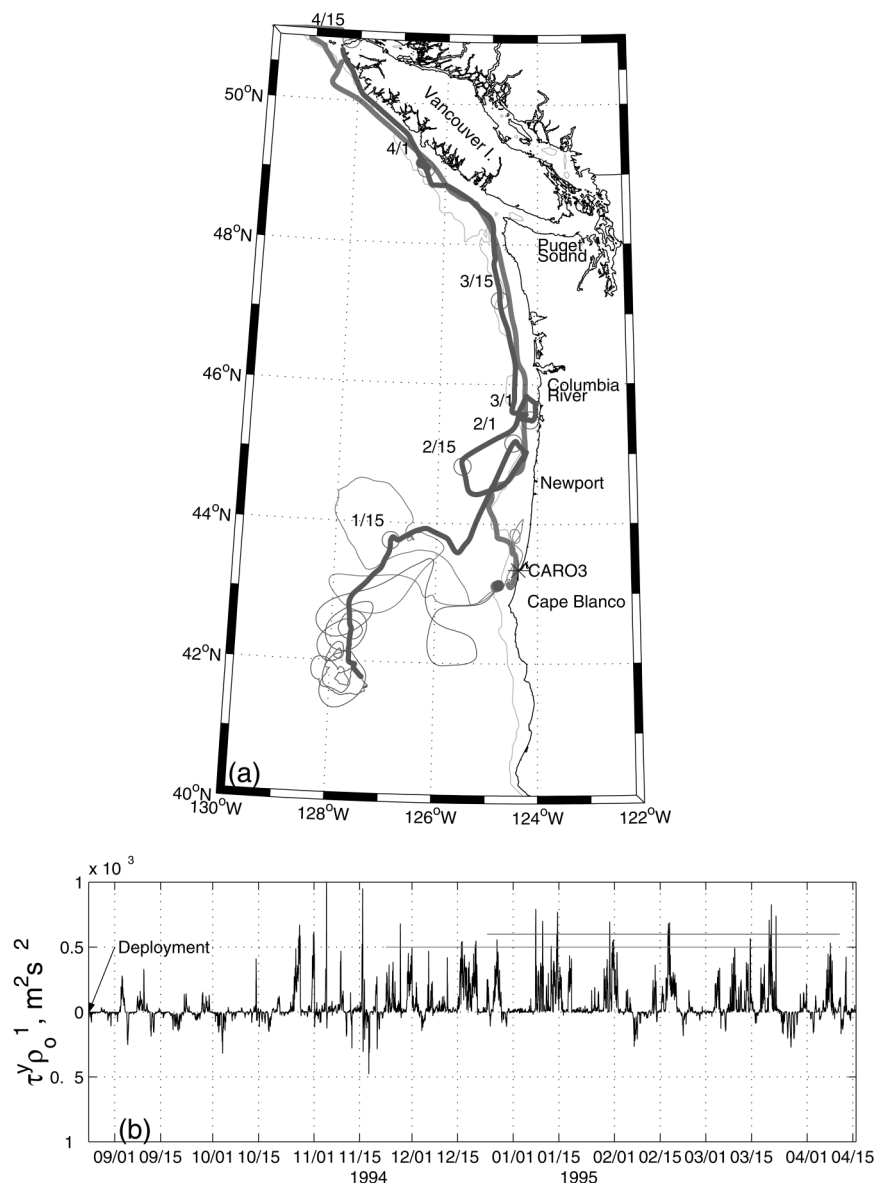 4/15
50°N
Vancouver I.
4/1
48°N
Puget
Sound
3/15
46°N
Columbia
River
3/1
2/1
2/15
Newport
44°N
1/15
CARO3
Cape Blanco
42°N
(a)
40°N
130°W 128°W 126°W 124°W 122°W
x 10 3
1
Deployment
0.5
0
0. 5
1
τʸρₒ 1 , m²s 2
(b)
09/01 09/15 10/01 10/15 11/01 11/15 12/01 12/15 01/01 01/15 02/01 02/15 03/01 03/15 04/01 04/15
1994 1995